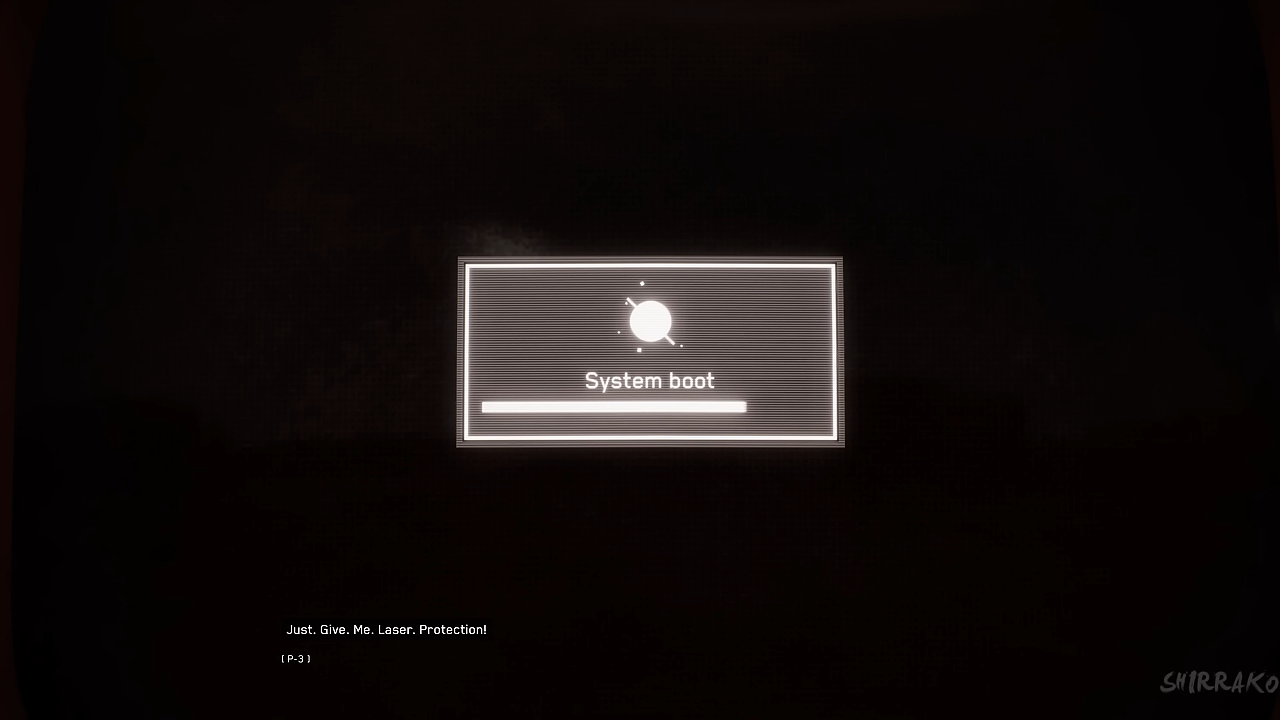 System boot
Just. Give. Me. Laser. Protection!
[ P-3 ]
SHIRRAKO